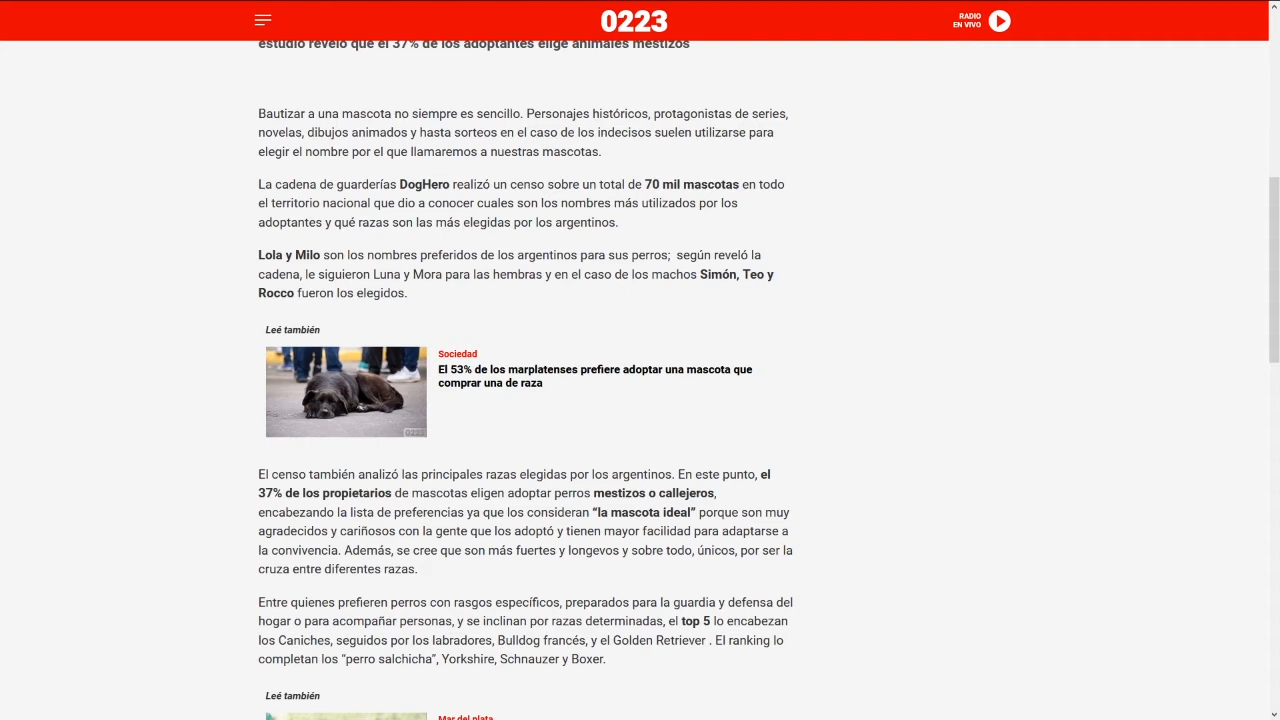 0223
RADIO
EN VIVO
estudio reveló que el 37% de los adoptantes elige animales mestizos
Bautizar a una mascota no siempre es sencillo. Personajes históricos, protagonistas de series,
novelas, dibujos animados y hasta sorteos en el caso de los indecisos suelen utilizarse para
elegir el nombre por el que llamaremos a nuestras mascotas.
La cadena de guarderías DogHero realizó un censo sobre un total de 70 mil mascotas en todo
el territorio nacional que dio a conocer cuales son los nombres más utilizados por los
adoptantes y qué razas son las más elegidas por los argentinos.
Lola y Milo son los nombres preferidos de los argentinos para sus perros;  según reveló la
cadena, le siguieron Luna y Mora para las hembras y en el caso de los machos Simón, Teo y
Rocco fueron los elegidos.
Leé también
Sociedad
El 53% de los marplatenses prefiere adoptar una mascota que
comprar una de raza
0223
El censo también analizó las principales razas elegidas por los argentinos. En este punto, el
37% de los propietarios de mascotas eligen adoptar perros mestizos o callejeros,
encabezando la lista de preferencias ya que los consideran “la mascota ideal” porque son muy
agradecidos y cariñosos con la gente que los adoptó y tienen mayor facilidad para adaptarse a
la convivencia. Además, se cree que son más fuertes y longevos y sobre todo, únicos, por ser la
cruza entre diferentes razas.
Entre quienes prefieren perros con rasgos específicos, preparados para la guardia y defensa del
hogar o para acompañar personas, y se inclinan por razas determinadas, el top 5 lo encabezan
los Caniches, seguidos por los labradores, Bulldog francés, y el Golden Retriever . El ranking lo
completan los “perro salchicha”, Yorkshire, Schnauzer y Boxer.
Leé también
Mar del plata